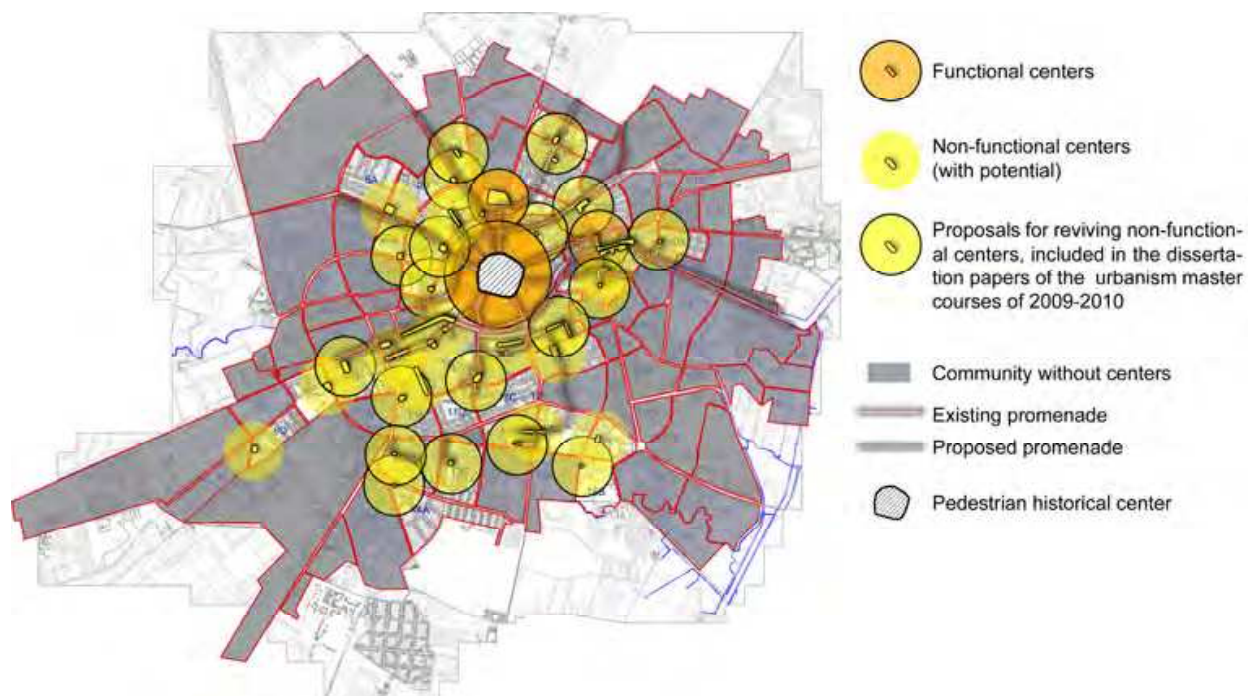 Functional centers
Non-functional centers
(with potential)
Proposals for reviving non-function-
al centers, included in the disserta-
tion papers of the urbanism master
courses of 2009-2010
Community without centers
Existing promenade
Proposed promenade
Pedestrian historical center